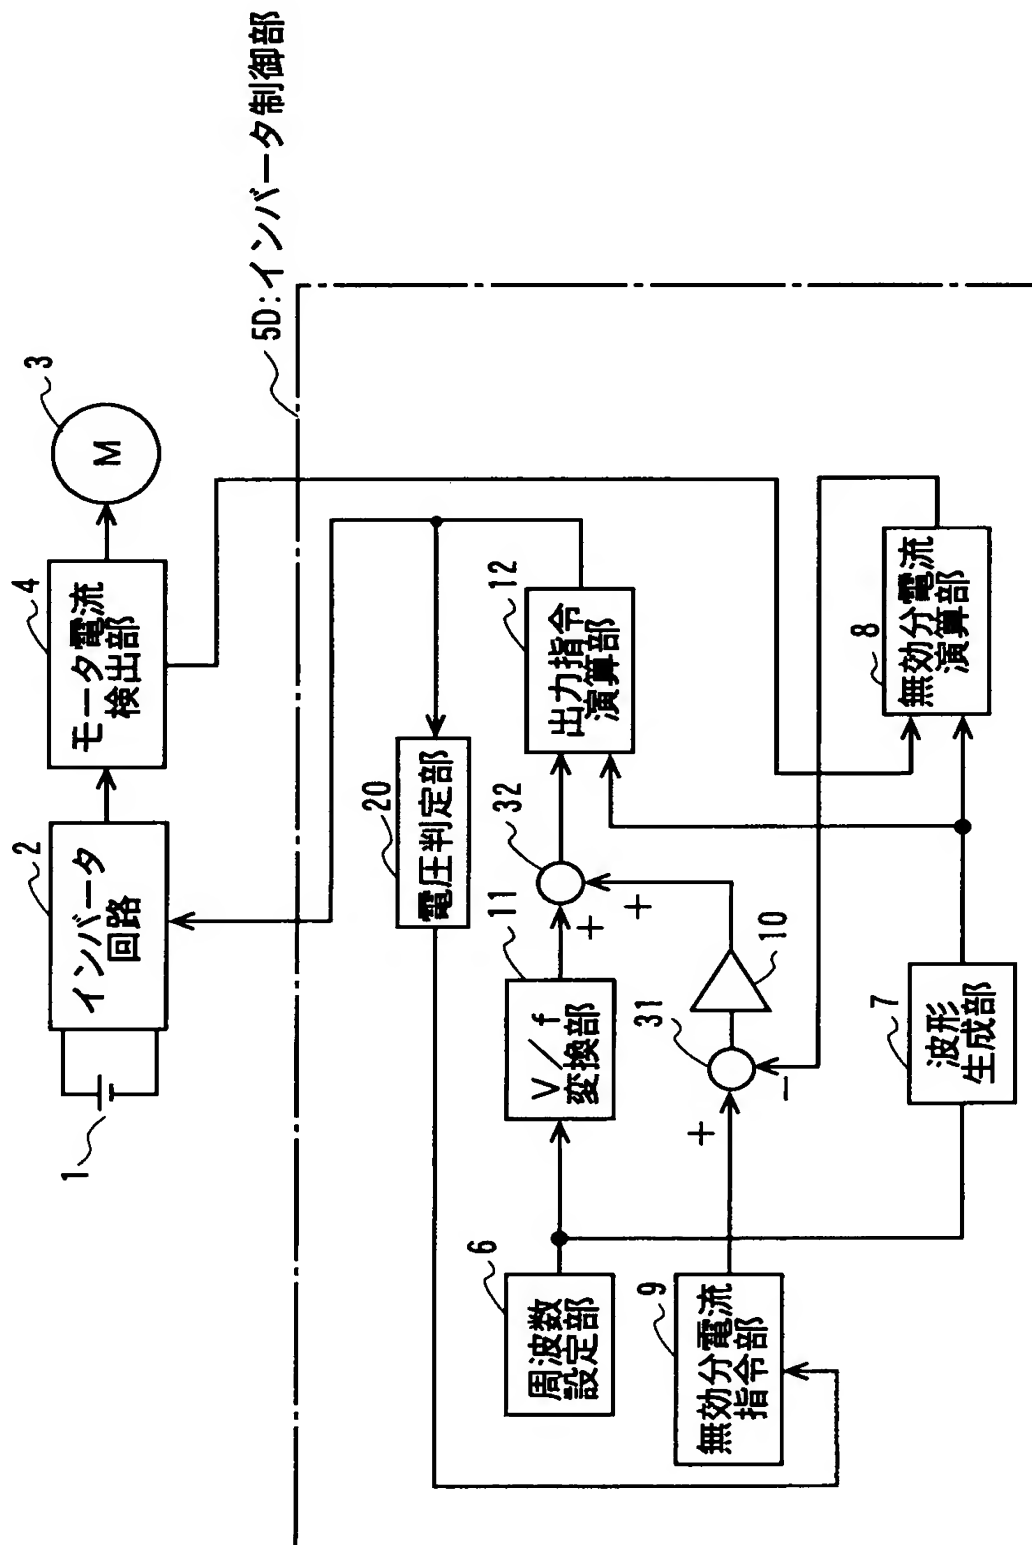 1
2
インバータ
回路
4
モータ電流
検出部
3
M
5D:インバータ制御部
20
電圧判定部
6
周波数
設定部
11
V/f
変換部
32
+
+
12
出力指令
演算部
9
無効分電流
指令部
+
-
31
10
7
波形
生成部
8
無効分電流
演算部